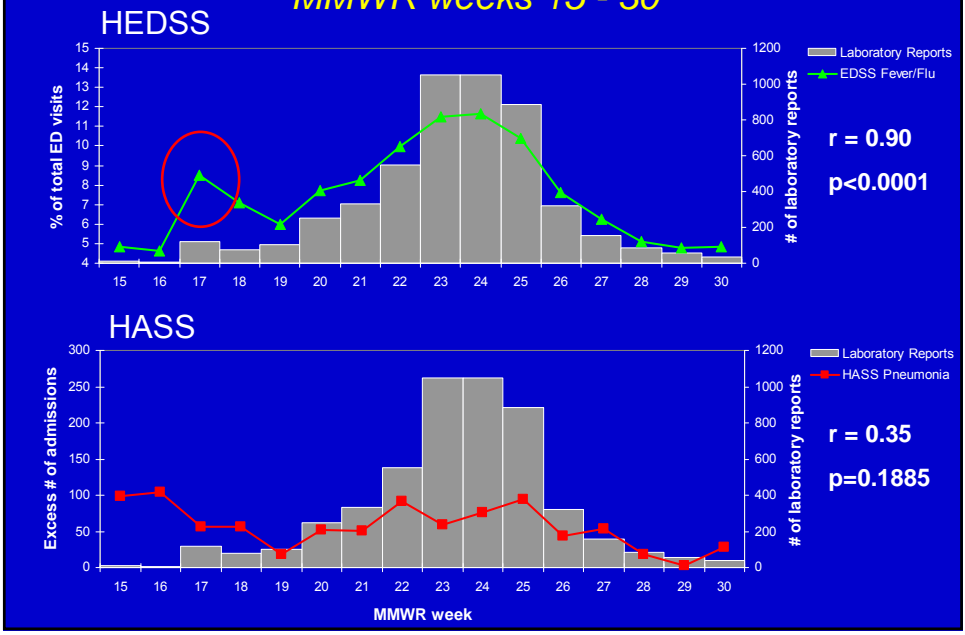 MMWR weeks 15 - 30
HEDSS
% of total ED visits
15
14
13
12
11
10
9
8
7
6
5
4
15 16 17 18 19 20 21 22 23 24 25 26 27 28 29 30
1200
1000
800
600
400
200
0
# of laboratory reports
Laboratory Reports
EDSS Fever/Flu
r = 0.90
p<0.0001
HASS
Excess # of admissions
300
250
200
150
100
50
0
15 16 17 18 19 20 21 22 23 24 25 26 27 28 29 30
MMWR week
1200
1000
800
600
400
200
0
# of laboratory reports
Laboratory Reports
HASS Pneumonia
r = 0.35
p=0.1885